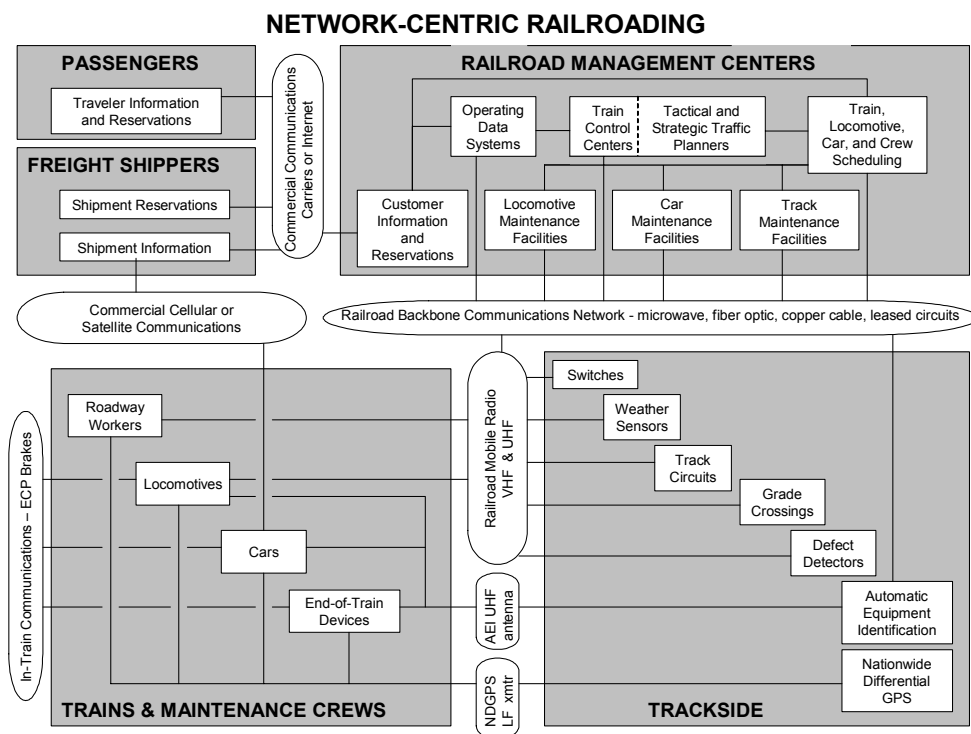 NETWORK-CENTRIC RAILROADING
PASSENGERS
Traveler Information
and Reservations
FREIGHT SHIPPERS
Shipment Reservations
Shipment Information
Commercial Communications
Carriers or Internet
RAILROAD MANAGEMENT CENTERS
Operating
Data
Systems
Train
Control
Centers
Tactical and
Strategic Traffic
Planners
Train,
Locomotive,
Car, and Crew
Scheduling
Customer
Information
and
Reservations
Locomotive
Maintenance
Facilities
Car
Maintenance
Facilities
Track
Maintenance
Facilities
Commercial Cellular or
Satellite Communications
Railroad Backbone Communications Network - microwave, fiber optic, copper cable, leased circuits
In-Train Communications – ECP Brakes
Roadway
Workers
Locomotives
Cars
End-of-Train
Devices
TRAINS & MAINTENANCE CREWS
Railroad Mobile Radio
VHF & UHF
AEI UHF
antenna
NDGPS
LF xmtr
Switches
Weather
Sensors
Track
Circuits
Grade
Crossings
Defect
Detectors
Automatic
Equipment
Identification
Nationwide
Differential
GPS
TRACKSIDE